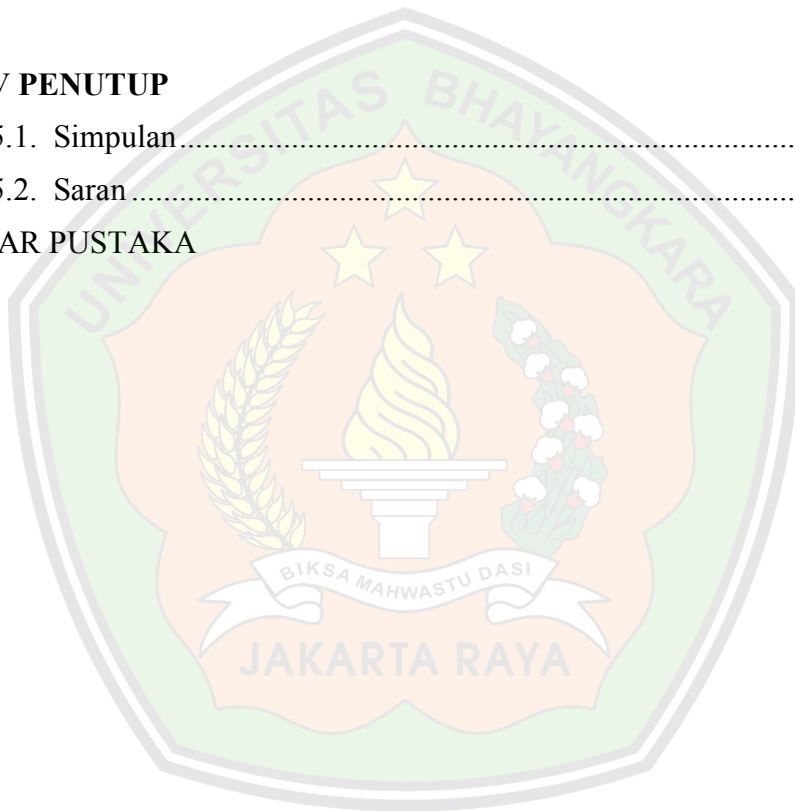 V PENUTUP
5.1. Simpulan..........................................................................................
5.2. Saran..........................................................................................
AR PUSTAKA
UNIVERSITAS BHAYANGKARA
BIKSA MAHWASTU DASI
JAKARTA RAYA